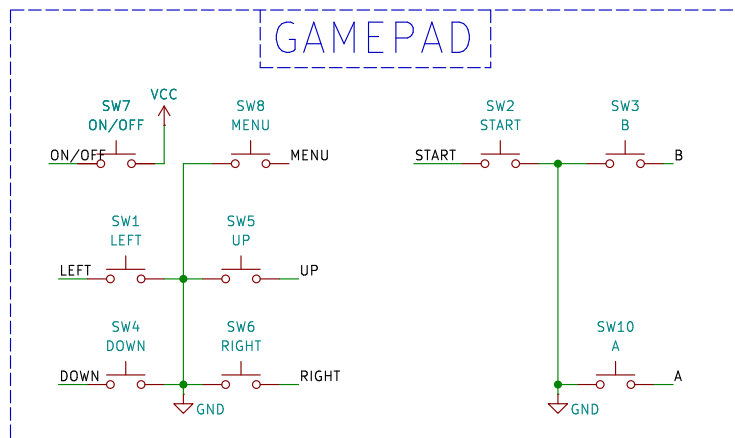 GAMEPAD
VCC
SW7
ON/OFF
ON/OFF
SW8
MENU
MENU
SW2
START
START
SW3
B
B
SW1
LEFT
LEFT
SW5
UP
UP
SW4
DOWN
DOWN
SW6
RIGHT
RIGHT
GND
SW10
A
A
GND